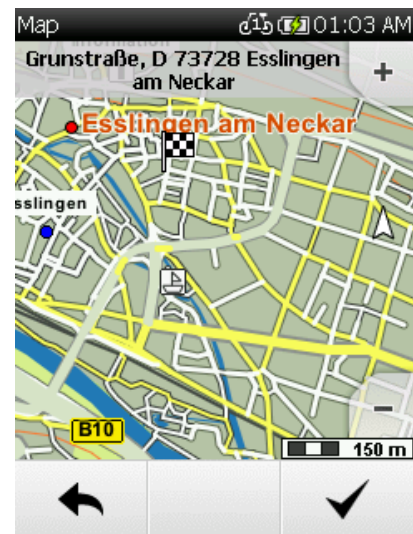 Map
01:03 AM
Grunstraße, D 73728 Esslingen
am Neckar
+
Esslingen am Neckar
sslingen
−
B10
150 m